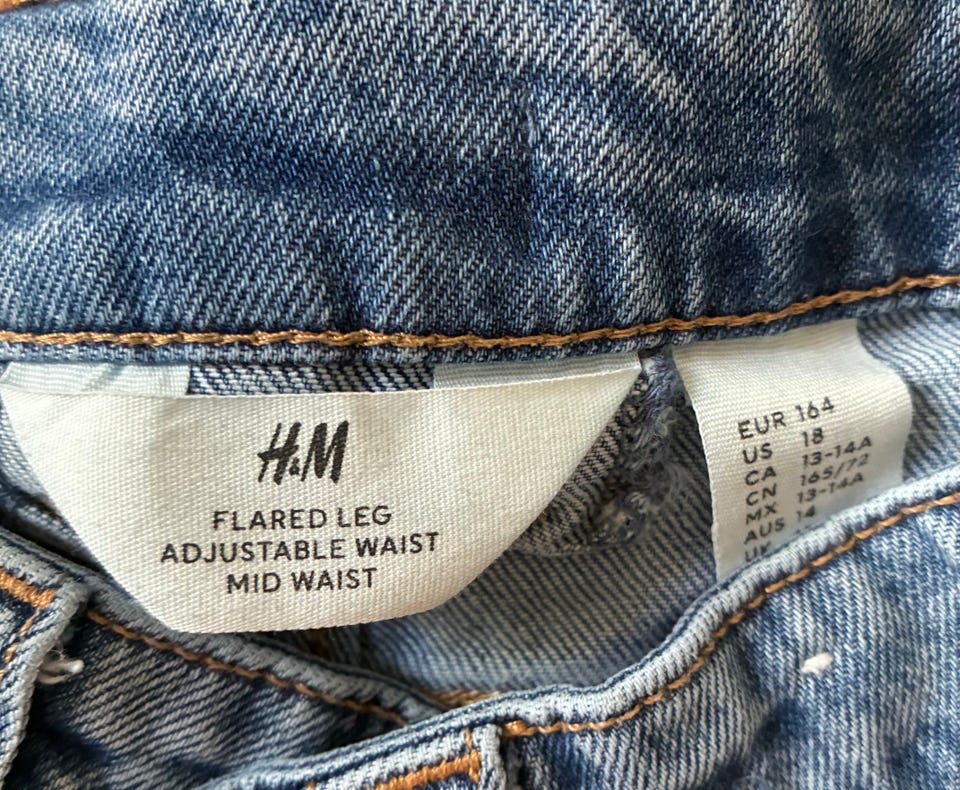 H&M
FLARED LEG
ADJUSTABLE WAIST
MID WAIST
EUR 164
US 18
CA 13-14A
CN 165/72
MX 13-14A
AUS 14
UK